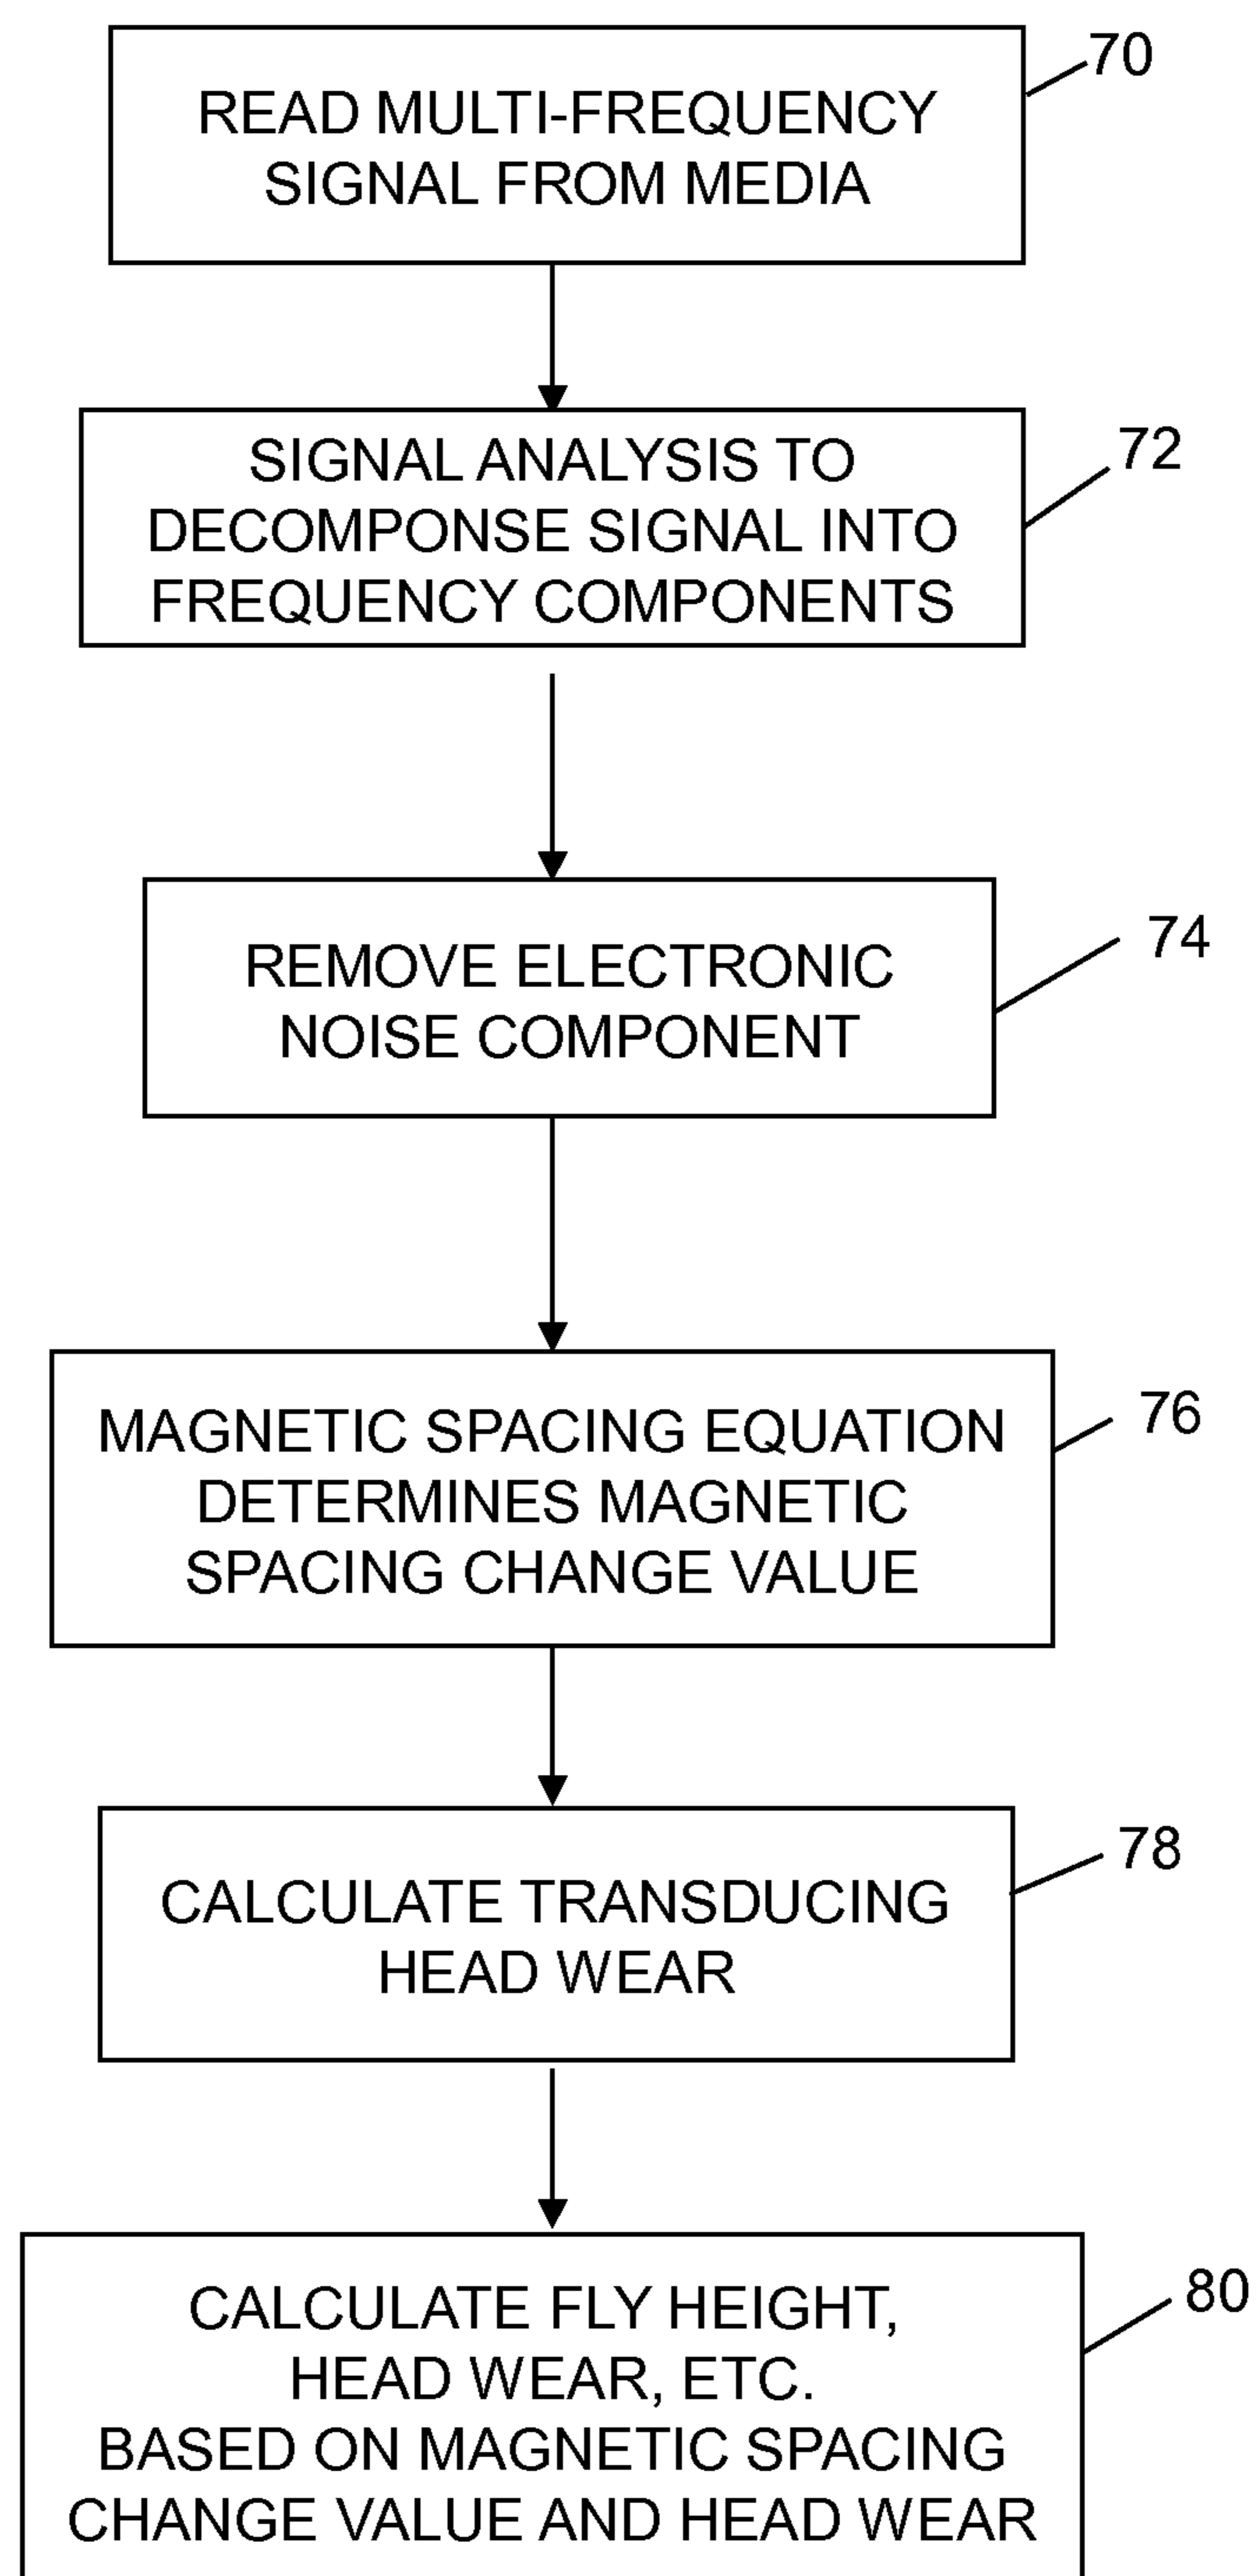 70
READ MULTI-FREQUENCY
SIGNAL FROM MEDIA
72
SIGNAL ANALYSIS TO
DECOMPONSE SIGNAL INTO
FREQUENCY COMPONENTS
74
REMOVE ELECTRONIC
NOISE COMPONENT
76
MAGNETIC SPACING EQUATION
DETERMINES MAGNETIC
SPACING CHANGE VALUE
78
CALCULATE TRANSDUCING
HEAD WEAR
80
CALCULATE FLY HEIGHT,
HEAD WEAR, ETC.
BASED ON MAGNETIC SPACING
CHANGE VALUE AND HEAD WEAR